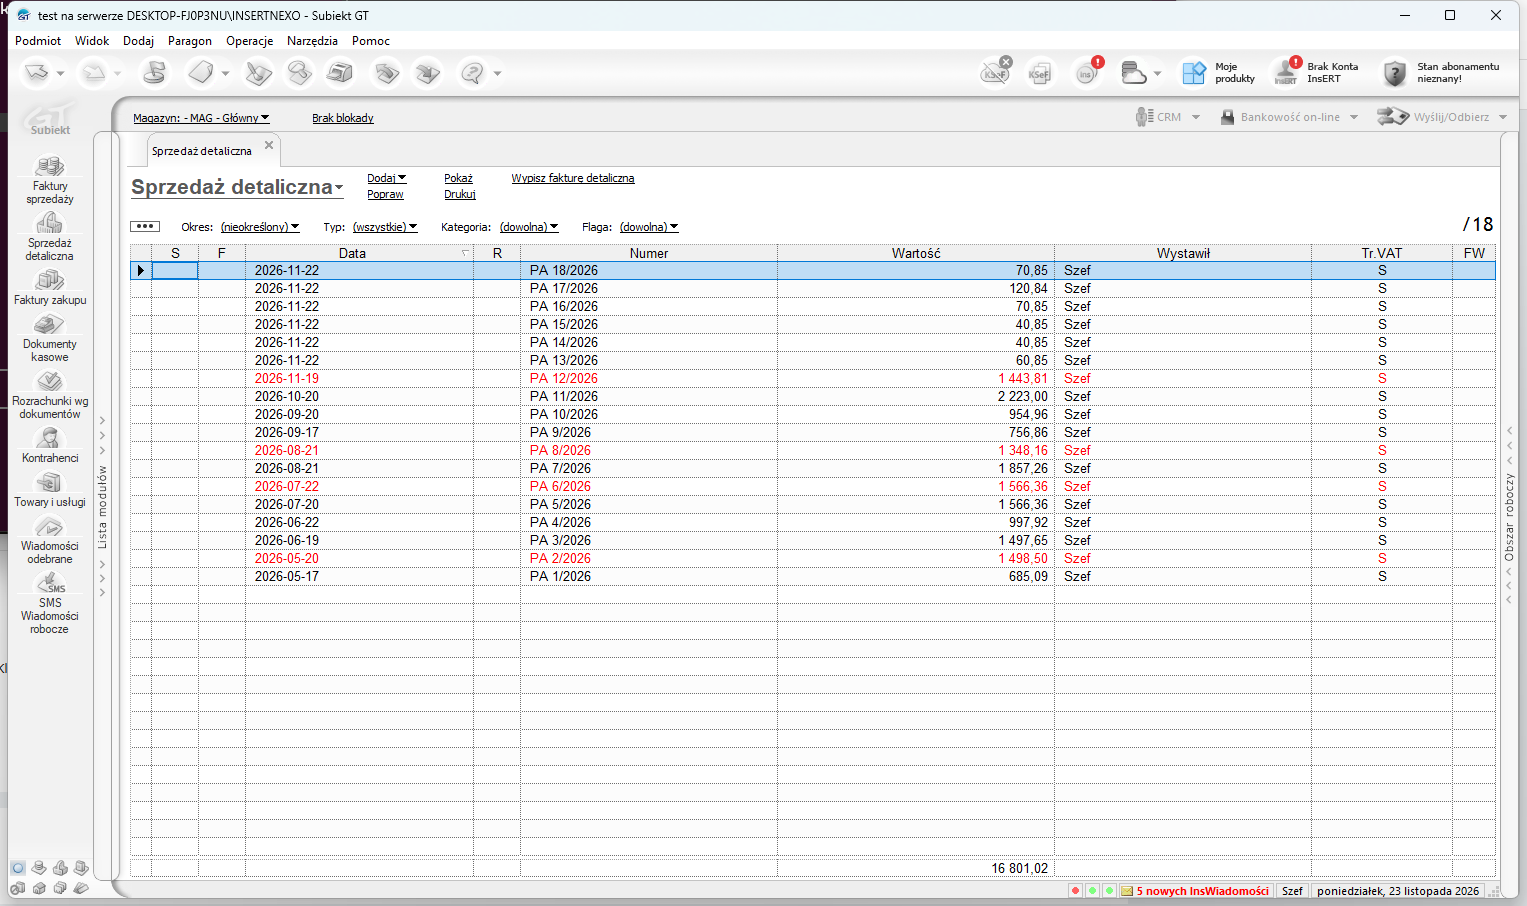 test na serwerze DESKTOP-FJ0P3NU\INSERTNEXO - Subiekt GT
Podmiot Widok Dodaj Paragon Operacje Narzędzia Pomoc
KSeF KSeF ins Moje produkty InsERT Brak Konta InsERT Stan abonamentu nieznany!
GT
Subiekt
Magazyn: - MAG - Główny Brak blokady CRM Bankowość on-line Wyślij/Odbierz
Sprzedaż detaliczna
Sprzedaż detaliczna Dodaj Pokaż Wypisz fakturę detaliczną
Popraw Drukuj
Okres: (nieokreślony) Typ: (wszystkie) Kategoria: (dowolna) Flaga: (dowolna) /18
S F Data R Numer Wartość Wystawił Tr.VAT FW
2026-11-22 PA 18/2026 70,85 Szef S
2026-11-22 PA 17/2026 120,84 Szef S
2026-11-22 PA 16/2026 70,85 Szef S
2026-11-22 PA 15/2026 40,85 Szef S
2026-11-22 PA 14/2026 40,85 Szef S
2026-11-22 PA 13/2026 60,85 Szef S
2026-11-19 PA 12/2026 1 443,81 Szef S
2026-10-20 PA 11/2026 2 223,00 Szef S
2026-09-20 PA 10/2026 954,96 Szef S
2026-09-17 PA 9/2026 756,86 Szef S
2026-08-21 PA 8/2026 1 348,16 Szef S
2026-08-21 PA 7/2026 1 857,26 Szef S
2026-07-22 PA 6/2026 1 566,36 Szef S
2026-07-20 PA 5/2026 1 566,36 Szef S
2026-06-22 PA 4/2026 997,92 Szef S
2026-06-19 PA 3/2026 1 497,65 Szef S
2026-05-20 PA 2/2026 1 498,50 Szef S
2026-05-17 PA 1/2026 685,09 Szef S
16 801,02
Faktury
sprzedaży
Sprzedaż
detaliczna
Faktury zakupu
Dokumenty
kasowe
Rozrachunki wg
dokumentów
Kontrahenci
Towary i usługi
Wiadomości
odebrane
SMS
SMS
Wiadomości
robocze
Lista modułów
Obszar roboczy
5 nowych InsWiadomości Szef poniedziałek, 23 listopada 2026